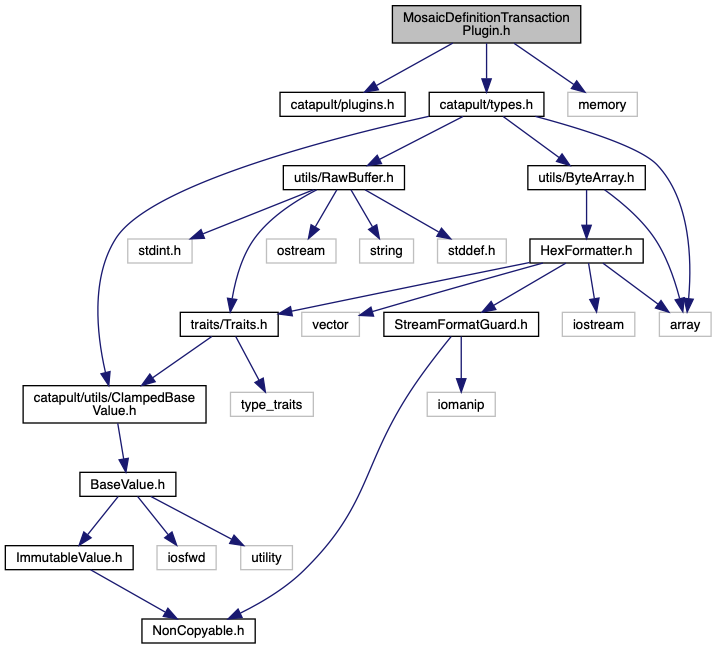 MosaicDefinitionTransaction
Plugin.h
catapult/plugins.h
catapult/types.h
memory
utils/RawBuffer.h
utils/ByteArray.h
stdint.h
ostream
string
stddef.h
HexFormatter.h
traits/Traits.h
vector
StreamFormatGuard.h
iostream
array
catapult/utils/ClampedBase
Value.h
type_traits
iomanip
BaseValue.h
ImmutableValue.h
iosfwd
utility
NonCopyable.h